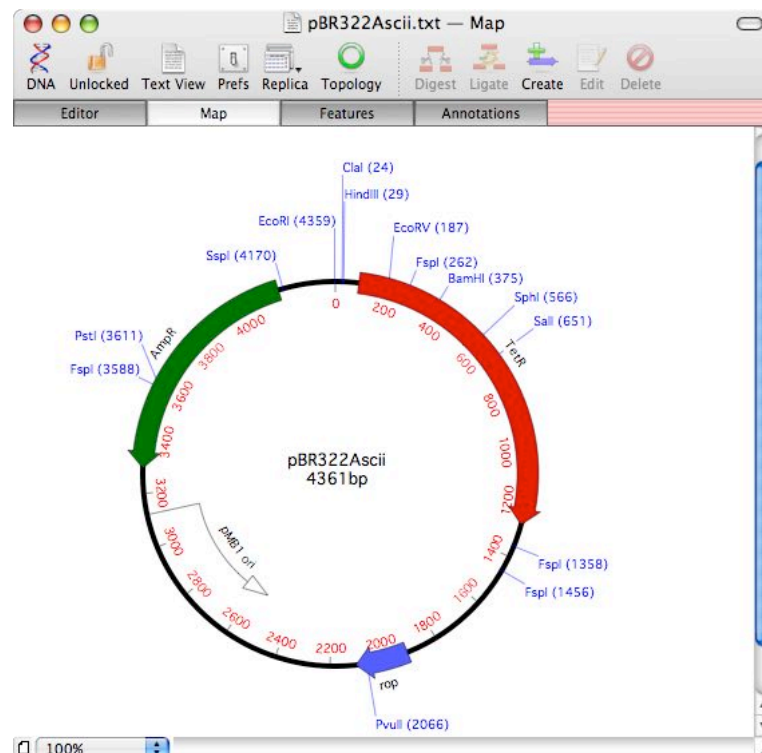 pBR322Ascii.txt — Map
DNA Unlocked Text View Prefs Replica Topology Digest Ligate Create Edit Delete
Editor Map Features Annotations
ClaI (24)
HindIII (29)
EcoRI (4359)
EcoRV (187)
SspI (4170)
FspI (262)
BamHI (375)
SphI (566)
SalI (651)
PstI (3611)
FspI (3588)
AmpR
TetR
0
200
400
600
800
1000
1200
1400
1600
1800
2000
2200
2400
2600
2800
3000
3200
3400
3600
3800
4000
pBR322Ascii
4361bp
pMB1 ori
FspI (1358)
FspI (1456)
rop
PvuII (2066)
100%